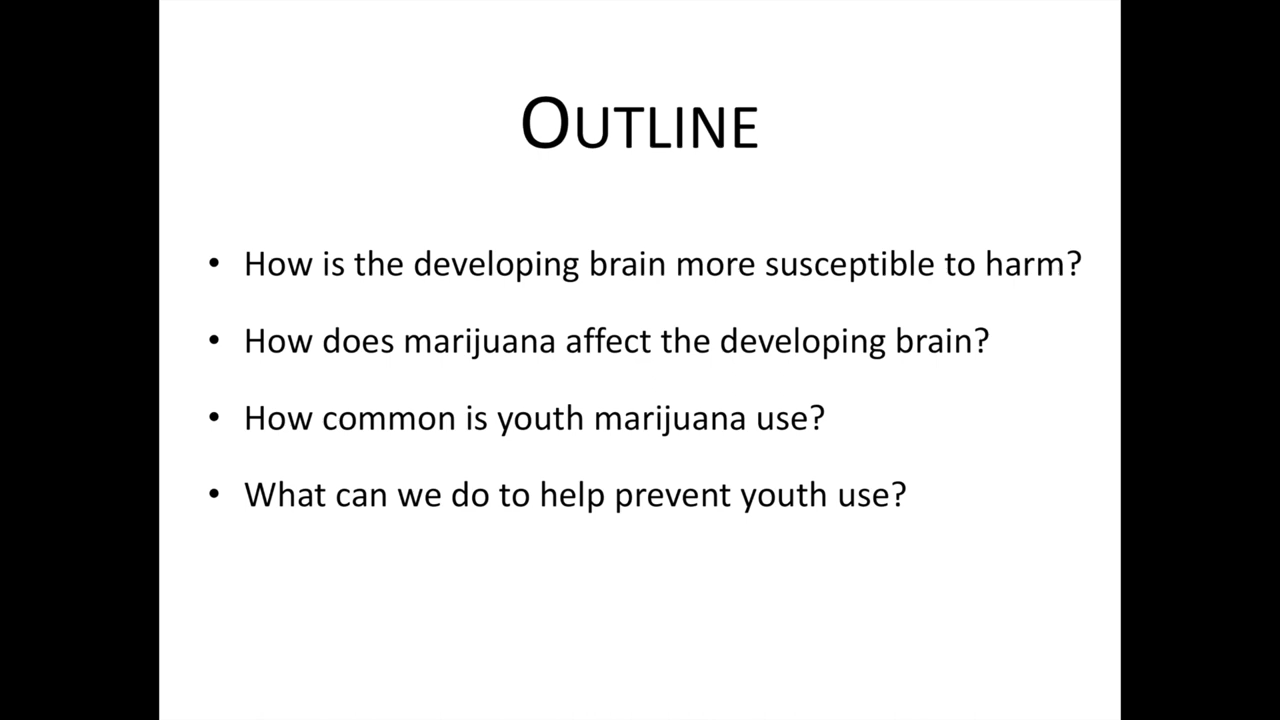 OUTLINE
• How is the developing brain more susceptible to harm?
• How does marijuana affect the developing brain?
• How common is youth marijuana use?
• What can we do to help prevent youth use?